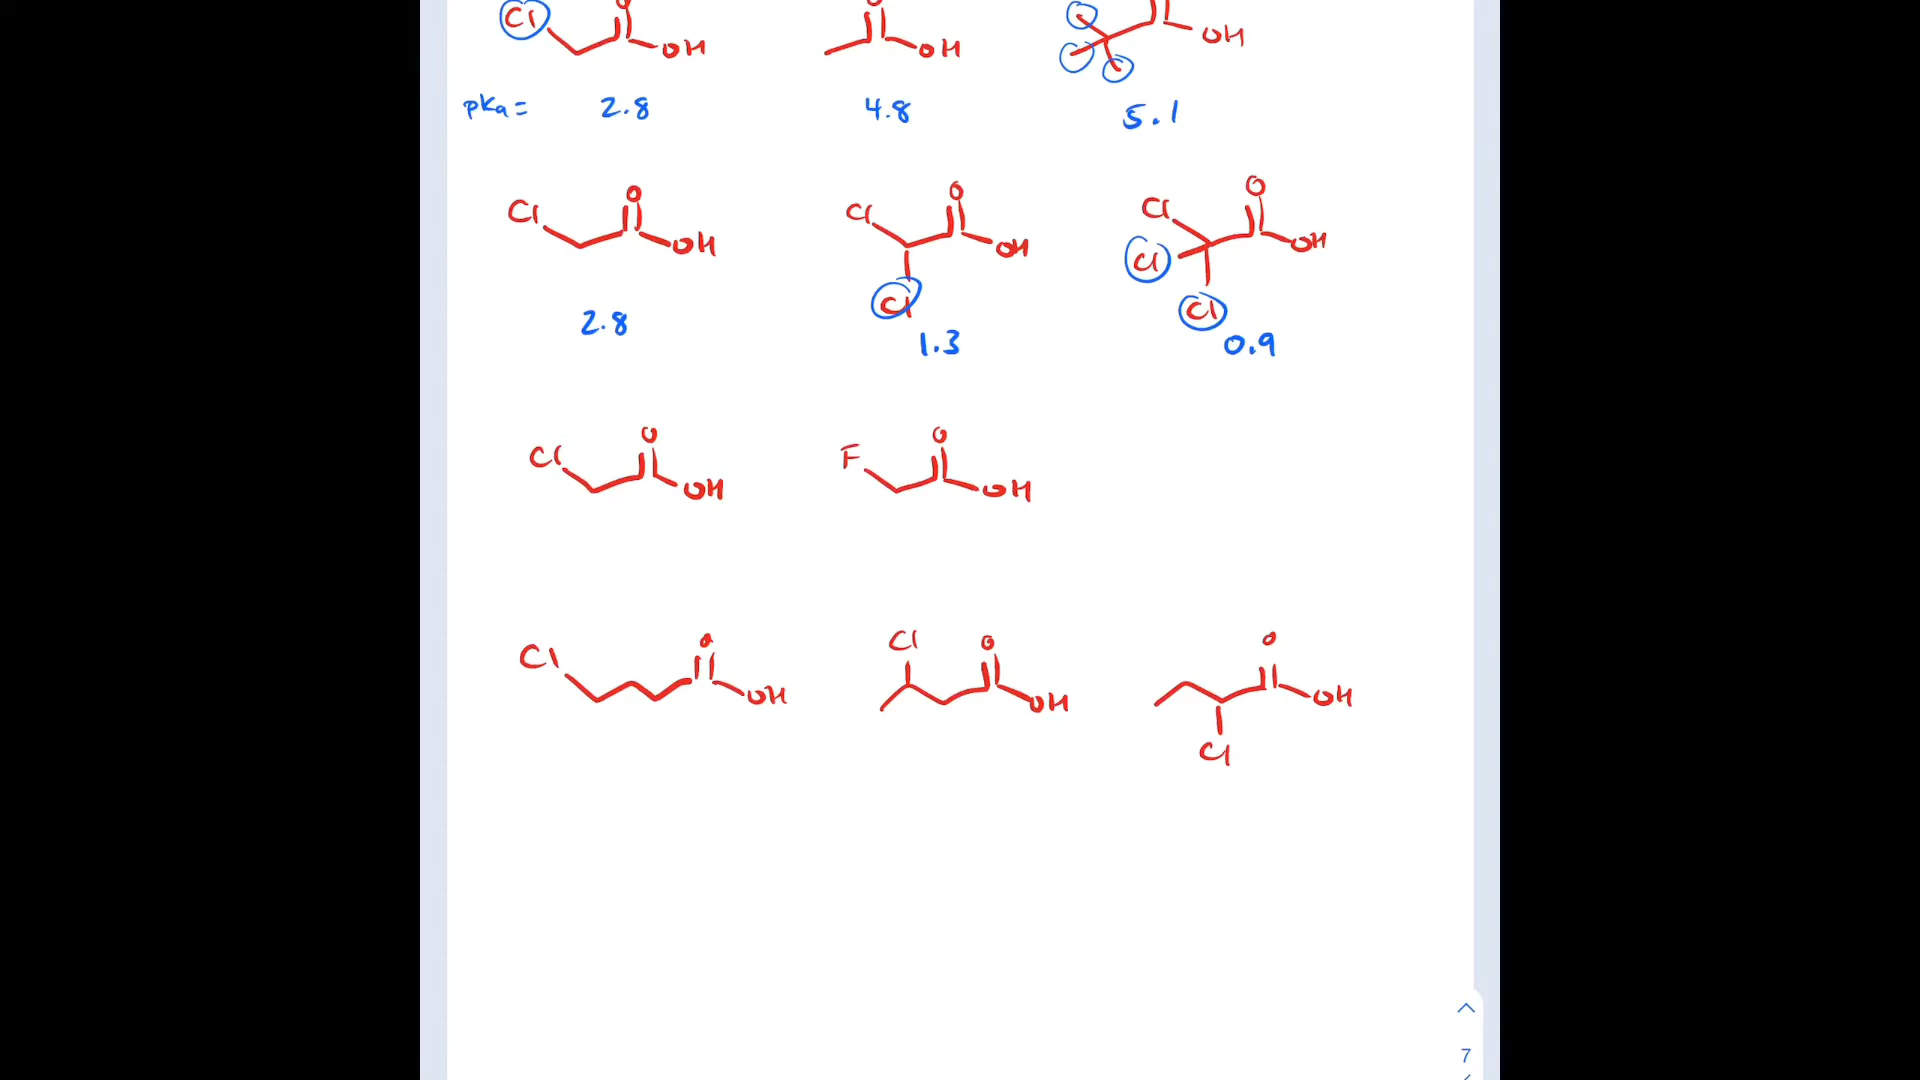 Cl OH OH OH
pKa = 2.8 4.8 5.1
Cl O OH Cl O OH Cl Cl O OH
Cl Cl
2.8 1.3 0.9
Cl O OH F O OH
Cl O OH Cl O OH O OH
Cl
7